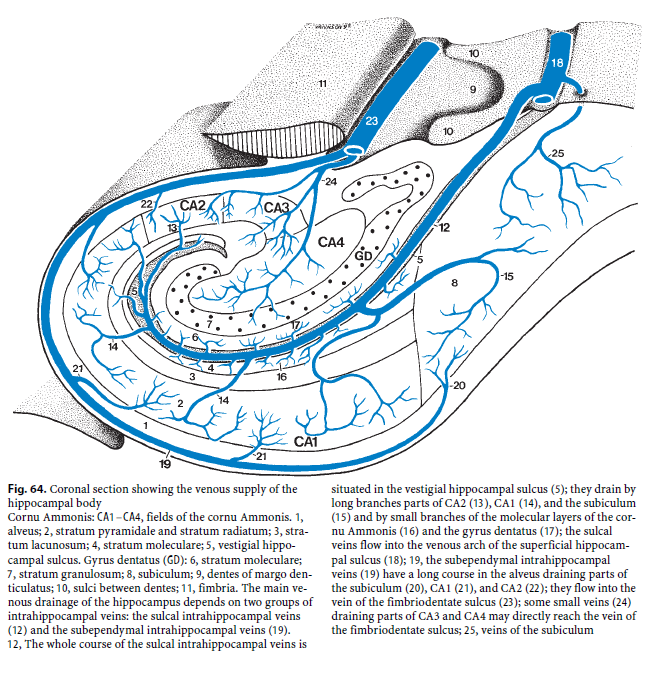 10
18
11
9
23
10
25
24
22
CA2
CA3
13
12
CA4
GD
5
15
8
5
7
17
6
14
4
3
16
21
20
2
14
1
CA1
21
19
Fig. 64. Coronal section showing the venous supply of the
hippocampal body
Cornu Ammonis: CA1–CA4, fields of the cornu Ammonis. 1,
alveus; 2, stratum pyramidale and stratum radiatum; 3, stra-
tum lacunosum; 4, stratum moleculare; 5, vestigial hippo-
campal sulcus. Gyrus dentatus (GD): 6, stratum moleculare;
7, stratum granulosum; 8, subiculum; 9, dentes of margo den-
ticulatus; 10, sulci between dentes; 11, fimbria. The main ve-
nous drainage of the hippocampus depends on two groups of
intrahippocampal veins: the sulcal intrahippocampal veins
(12) and the subependymal intrahippocampal veins (19).
12, The whole course of the sulcal intrahippocampal veins is
situated in the vestigial hippocampal sulcus (5); they drain by
long branches parts of CA2 (13), CA1 (14), and the subiculum
(15) and by small branches of the molecular layers of the cor-
nu Ammonis (16) and the gyrus dentatus (17); the sulcal
veins flow into the venous arch of the superficial hippocam-
pal sulcus (18); 19, the subependymal intrahippocampal
veins (19) have a long course in the alveus draining parts of
the subiculum (20), CA1 (21), and CA2 (22); they flow into the
vein of the fimbriodentate sulcus (23); some small veins (24)
draining parts of CA3 and CA4 may directly reach the vein of
the fimbriodentate sulcus; 25, veins of the subiculum